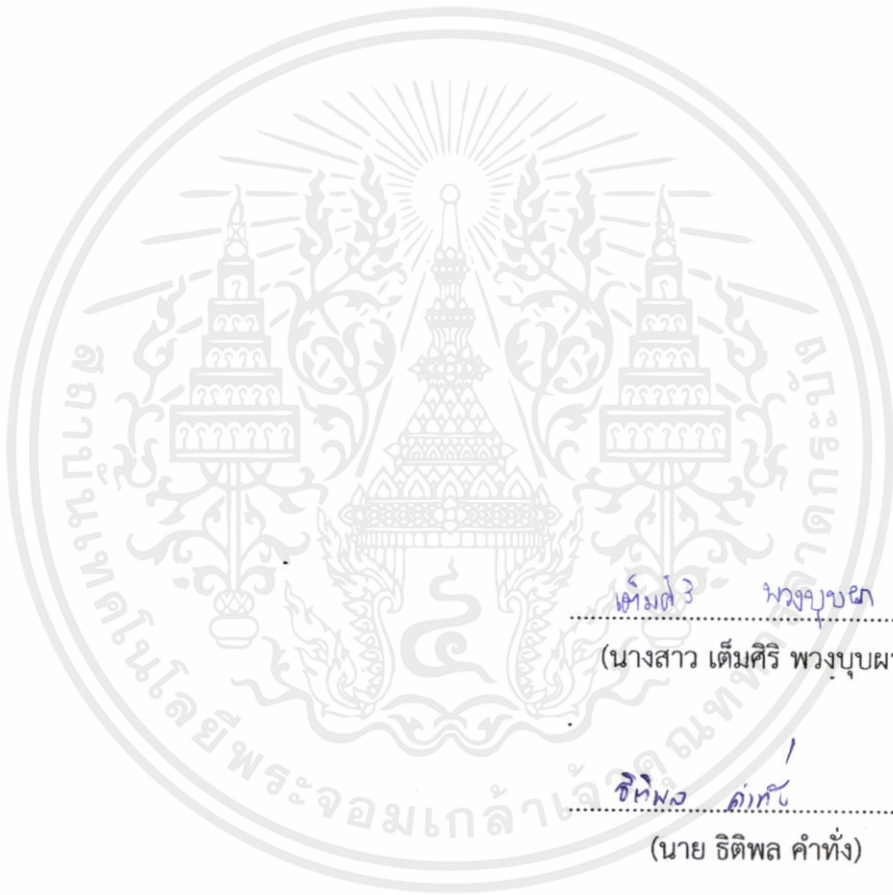 สถาบันเทคโนโลยีพระจอมเกล้าเจ้าคุณทหารลาดกระบัง
เต็มศิริ พวงบุบผา
(นางสาว เต็มศิริ พวงบุบผา
ธิติพล คำทั่ง
(นาย ธิติพล คำทั่ง)